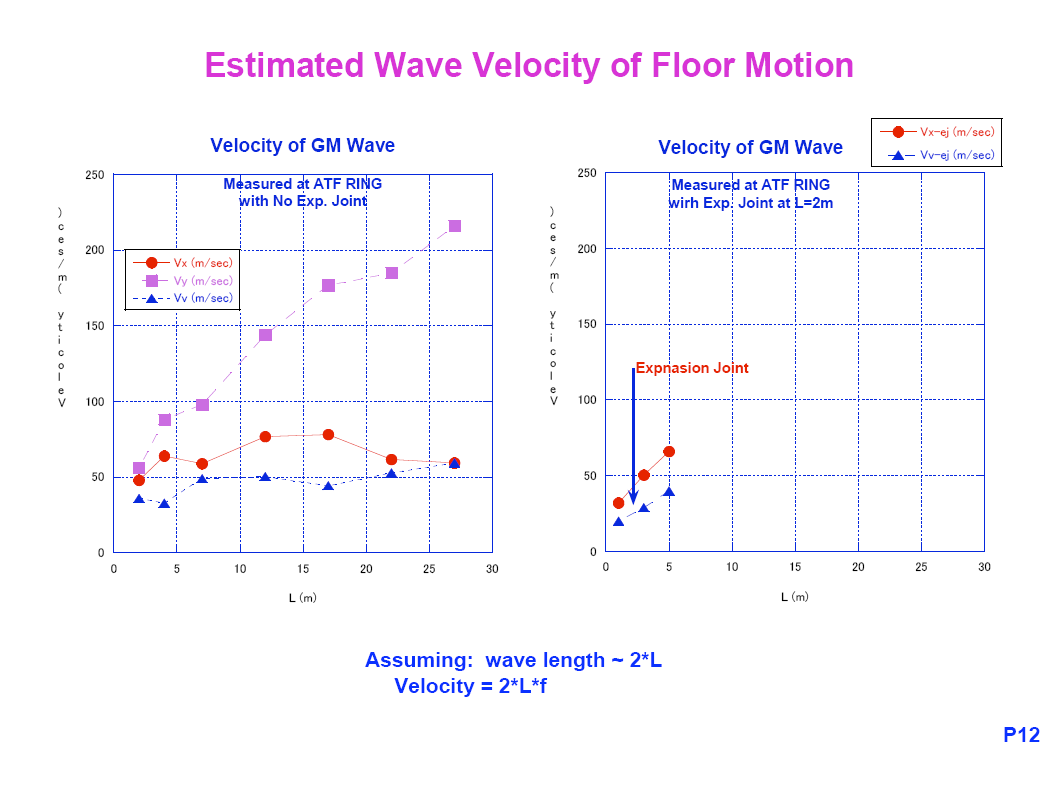 Estimated Wave Velocity of Floor Motion
Velocity of GM Wave
Measured at ATF RING
with No Exp. Joint
Vx (m/sec)
Vy (m/sec)
Vv (m/sec)
250
200
150
100
50
0
Velocity (m/sec)
0 5 10 15 20 25 30
L (m)
Velocity of GM Wave
Vx-ej (m/sec)
Vv-ej (m/sec)
Measured at ATF RING
wirh Exp. Joint at L=2m
Expnasion Joint
250
200
150
100
50
0
Velocity (m/sec)
0 5 10 15 20 25 30
L (m)
Assuming: wave length ~ 2*L
Velocity = 2*L*f
P12